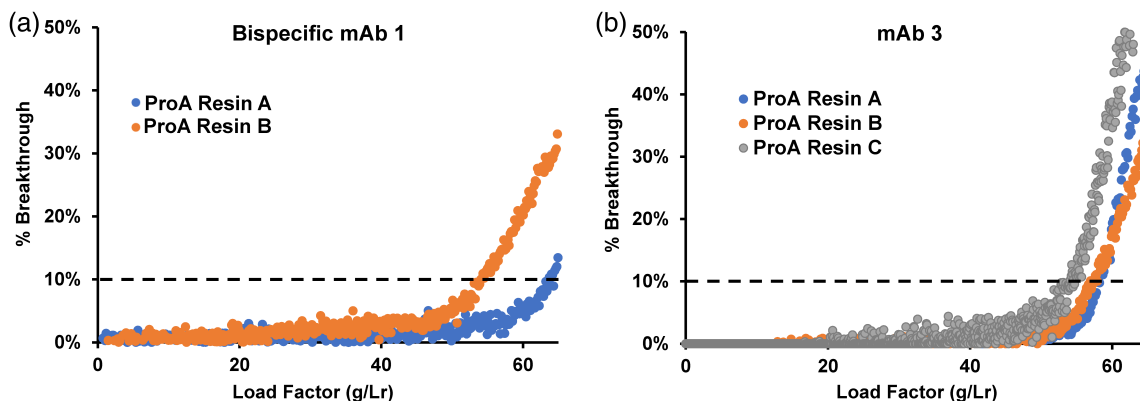 (a)
Bispecific mAb 1
50%
40%
30%
20%
10%
0%
% Breakthrough
ProA Resin A
ProA Resin B
0
20
40
60
Load Factor (g/Lr)
(b)
mAb 3
50%
40%
30%
20%
10%
0%
% Breakthrough
ProA Resin A
ProA Resin B
ProA Resin C
0
20
40
60
Load Factor (g/Lr)